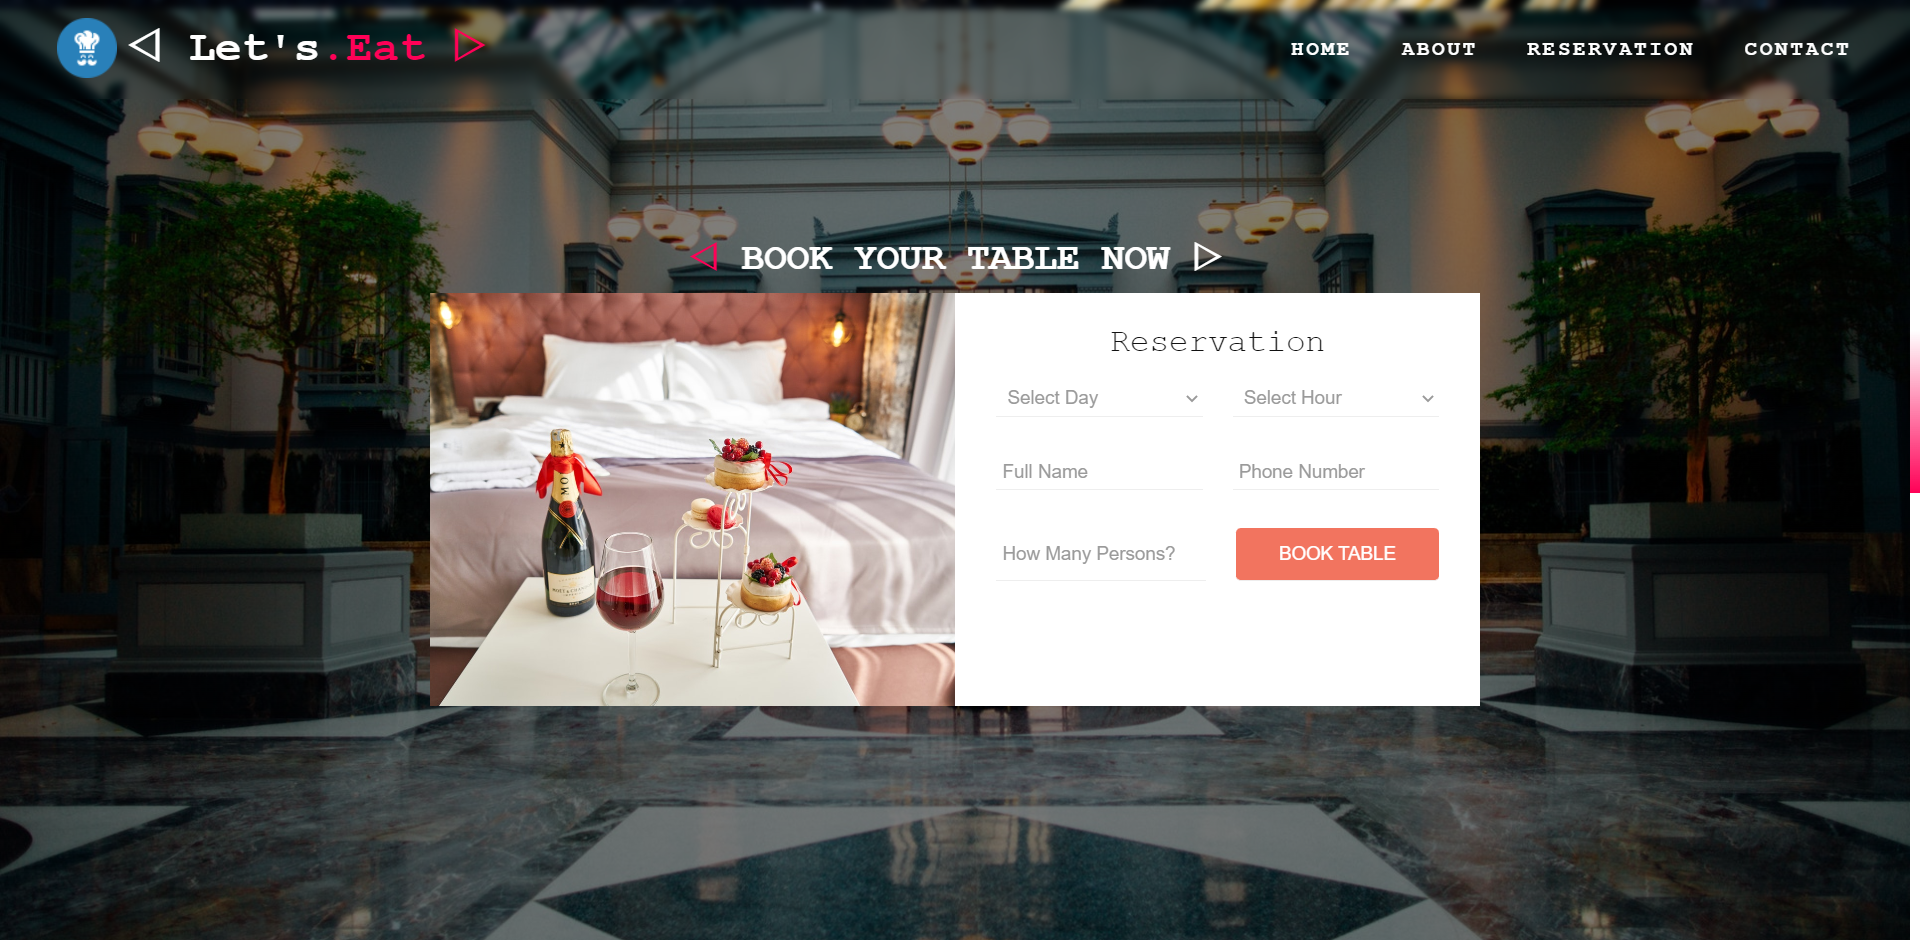 ◁ Let's.Eat ▷
HOME ABOUT RESERVATION CONTACT
◁ BOOK YOUR TABLE NOW ▷
Reservation
Select Day Select Hour
Full Name Phone Number
How Many Persons? BOOK TABLE